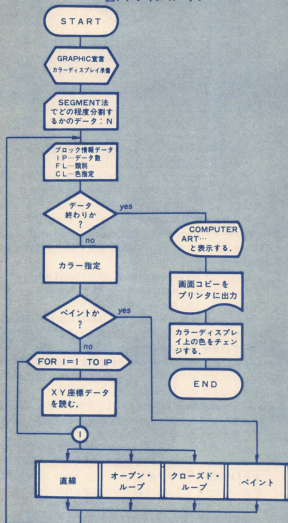 START
GRAPHIC宣言
カラーディスプレイ準備
SEGMENT法
でどの程度分割す
るかのデータ:N
ブロック情報データ
IP…データ数
FL…類別
CL…色指定
データ
終わりか
?
yes
no
COMPUTER
ART…
と表示する.
カラー指定
画面コピーを
プリンタに出力
ペイントか
?
yes
no
カラーディスプレ
イ上の色をチェン
ジする.
FOR I=1 TO IP
END
XY座標データ
を読む.
I
直線
オープン・
ループ
クローズド・
ループ
ペイント